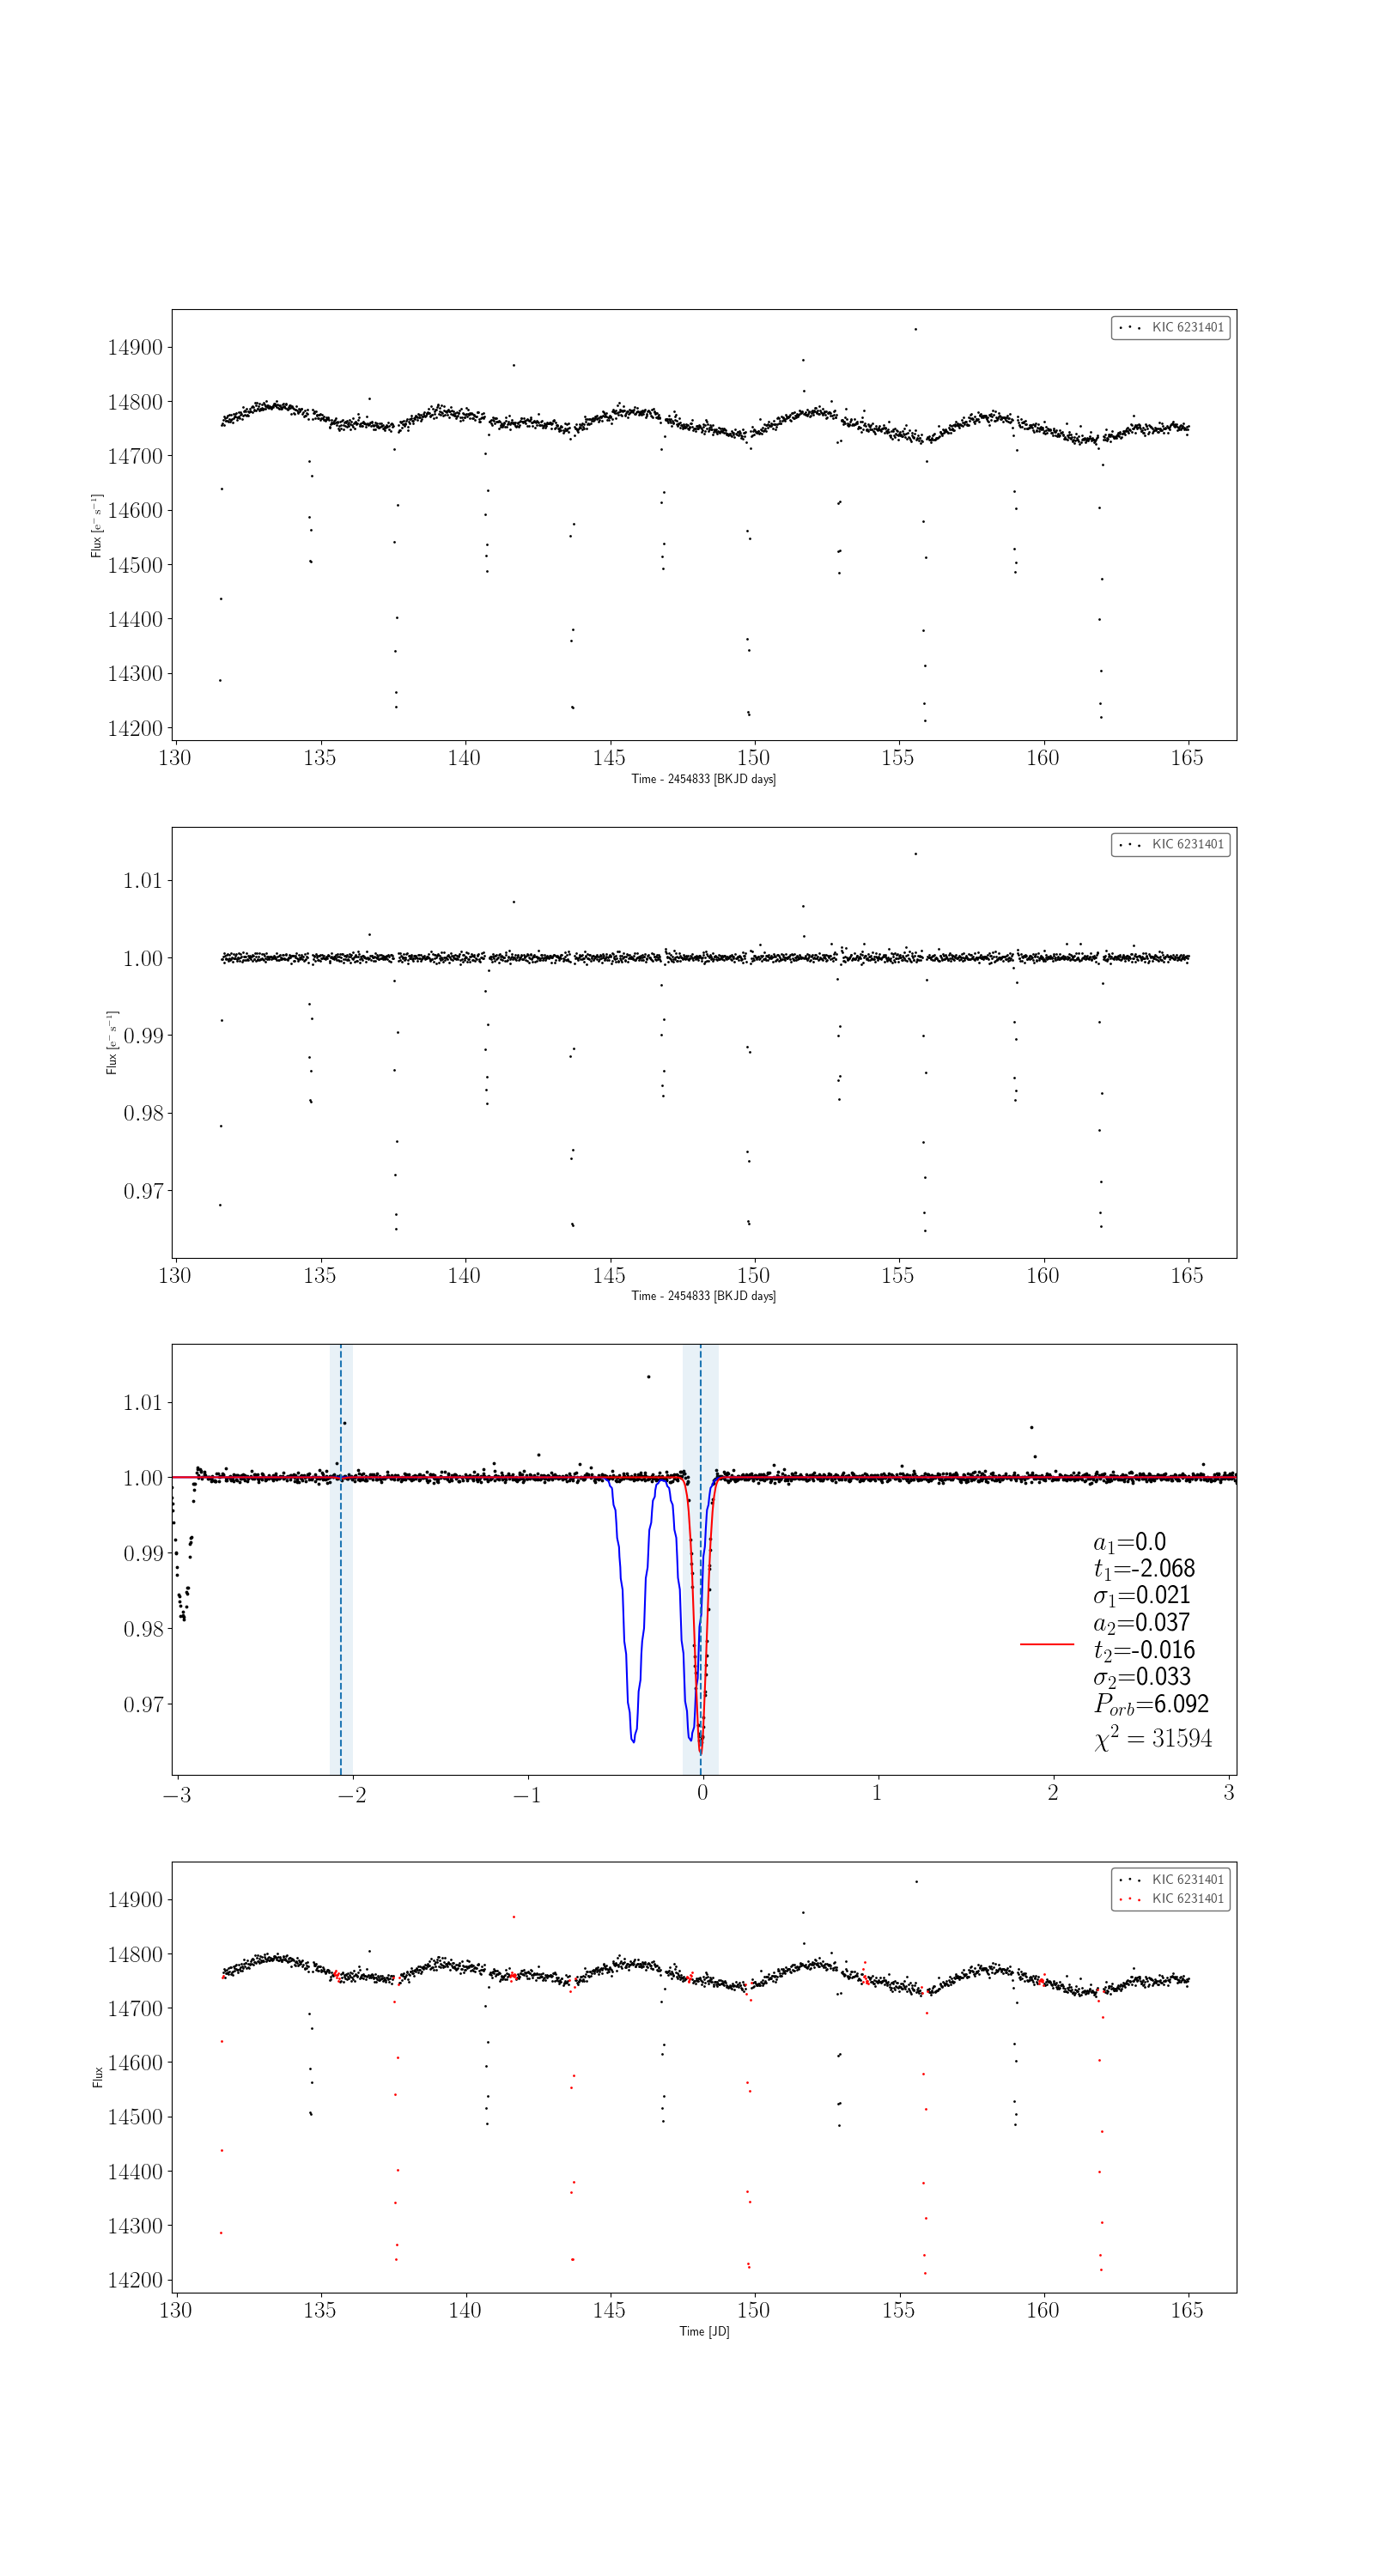 KIC 6231401
14900
14800
14700
14600
14500
14400
14300
14200
Flux [e⁻ s⁻¹]
130 135 140 145 150 155 160 165
Time - 2454833 [BKJD days]
KIC 6231401
1.01
1.00
0.99
0.98
0.97
Flux [e⁻ s⁻¹]
130 135 140 145 150 155 160 165
Time - 2454833 [BKJD days]
1.01
1.00
0.99
0.98
0.97
a₁=0.0
t₁=-2.068
σ₁=0.021
a₂=0.037
t₂=-0.016
σ₂=0.033
P_orb=6.092
χ² = 31594
−3 −2 −1 0 1 2 3
KIC 6231401
KIC 6231401
14900
14800
14700
14600
14500
14400
14300
14200
Flux
130 135 140 145 150 155 160 165
Time [JD]